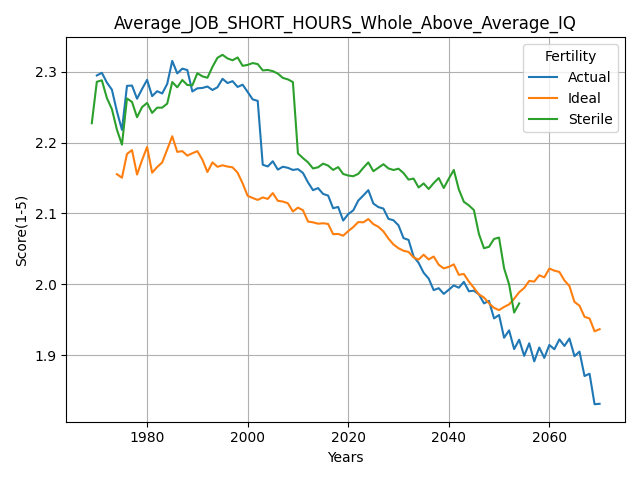 Average_JOB_SHORT_HOURS_Whole_Above_Average_IQ
Fertility
Actual
Ideal
Sterile
Score(1-5)
2.3
2.2
2.1
2.0
1.9
1980
2000
2020
2040
2060
Years